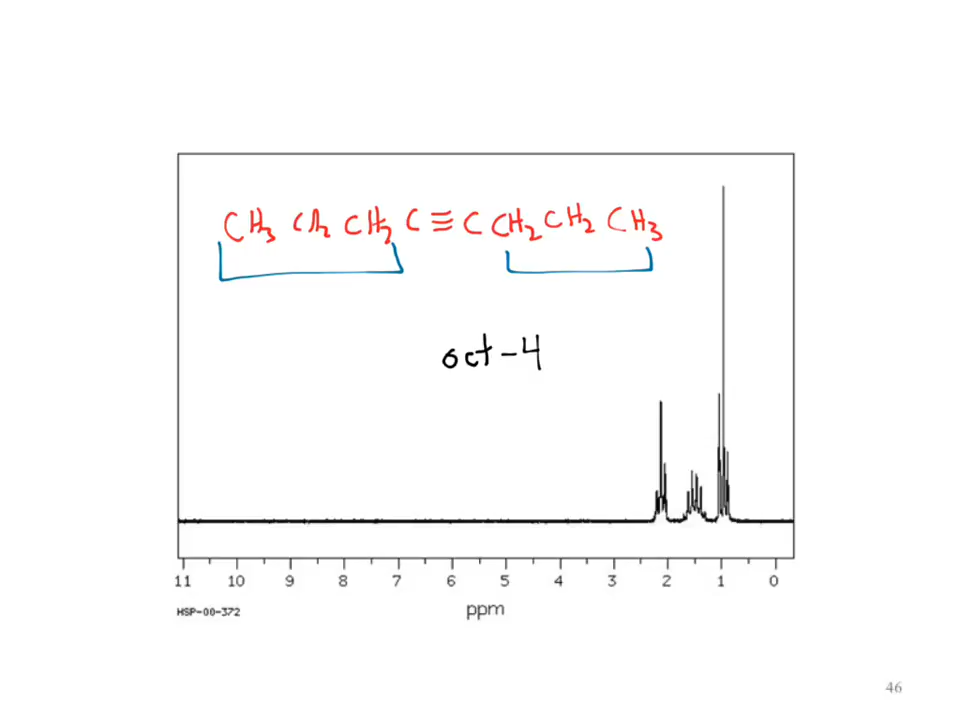 CH3 CH2 CH2 C ≡ C CH2 CH2 CH3
oct-4
11 10 9 8 7 6 5 4 3 2 1 0
HSP-00-372
ppm
46